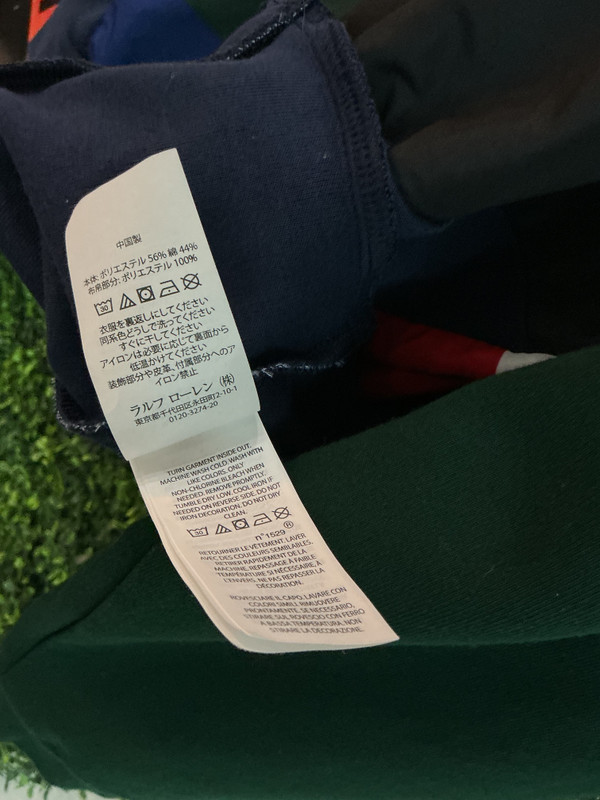 中国製
本体: ポリエステル 56% 綿 44%
布帛部分: ポリエステル 100%
30
衣服を裏返しにしてください
同系色どうしで洗ってください
すぐに干してください
アイロンは必要に応じて裏面から
低温かけてください
装飾部分や皮革、付属部分へのア
イロン禁止
ラルフ ローレン (株)
東京都千代田区永田町2-10-1
0120-3274-20
TURN GARMENT INSIDE OUT.
MACHINE WASH COLD. WASH WITH
LIKE COLORS. ONLY
NON-CHLORINE BLEACH WHEN
NEEDED. REMOVE PROMPTLY.
TUMBLE DRY LOW. COOL IRON IF
NEEDED ON REVERSE SIDE. DO NOT
IRON DECORATION. DO NOT DRY
CLEAN.
30
n°1529 ®
RETOURNER LE VÊTEMENT. LAVER
AVEC DES COULEURS SEMBLABLES.
RETIRER RAPIDEMENT DE LA
MACHINE. REPASSAGE À FAIBLE
TEMPÉRATURE SI NÉCESSAIRE, À
L'ENVERS. NE PAS REPASSER LA
DÉCORATION.
ROVESCIARE IL CAPO. LAVARE CON
COLORI SIMILI. RIMUOVERE
PRONTAMENTE. SE NECESSARIO,
STIRARE SUL ROVESCIO CON FERRO
A BASSA TEMPERATURA. NON
STIRARE LA DECORAZIONE.